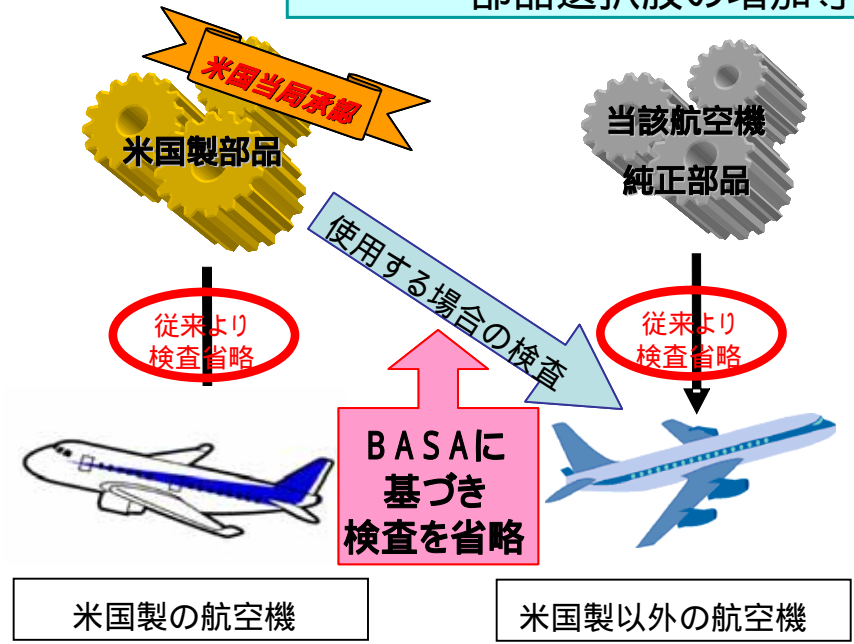 部品選択肢の増加等
米国当局承認
米国製部品
当該航空機
純正部品
使用する場合の検査
従来より
検査省略
従来より
検査省略
BASAに
基づき
検査を省略
米国製の航空機
米国製以外の航空機